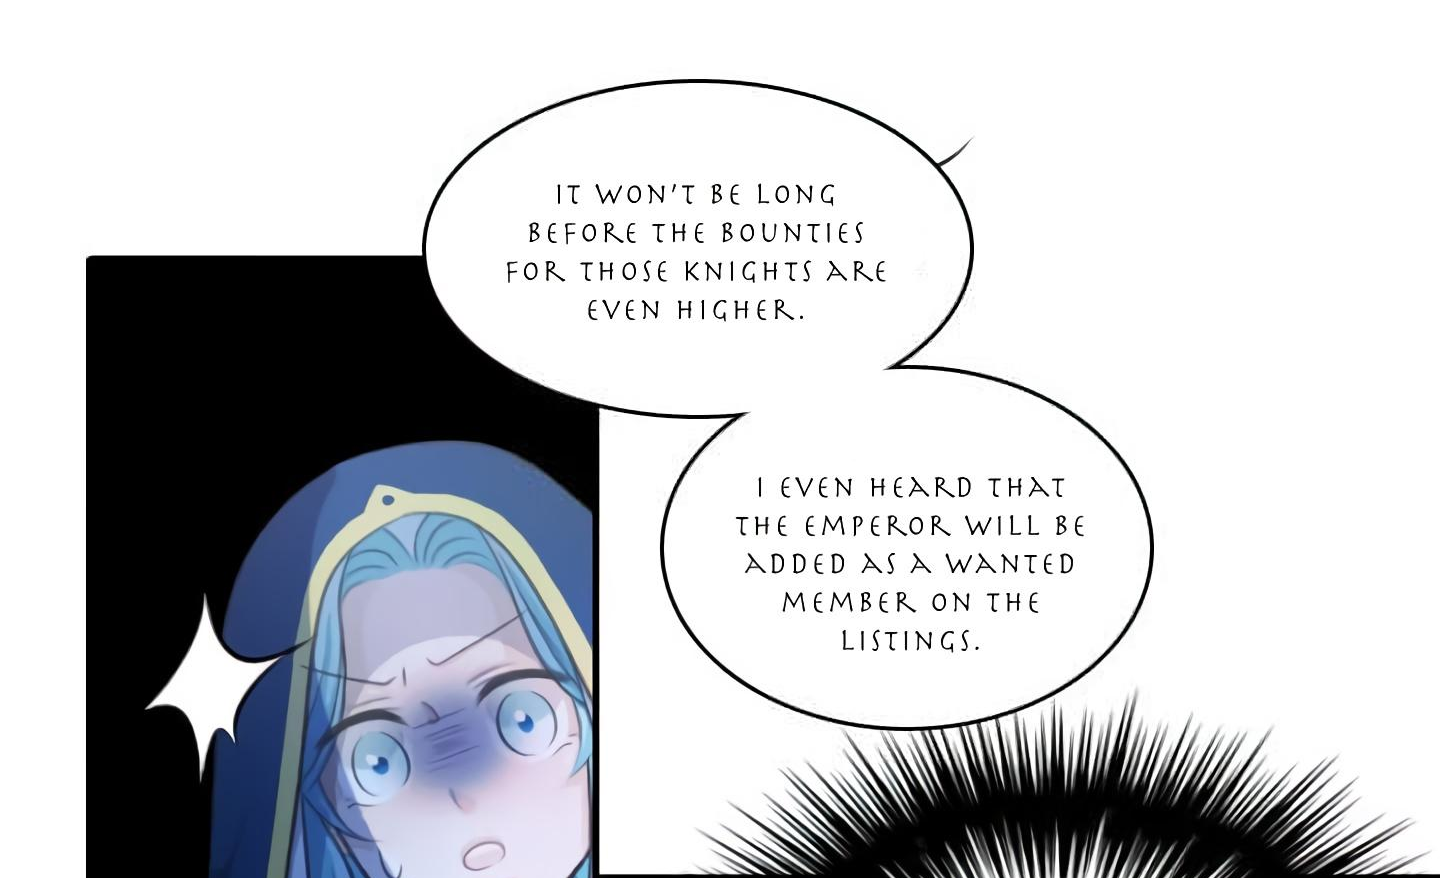 IT WON'T BE LONG
BEFORE THE BOUNTIES
FOR THOSE KNIGHTS ARE
EVEN HIGHER.
I EVEN HEARD THAT
THE EMPEROR WILL BE
ADDED AS A WANTED
MEMBER ON THE
LISTINGS.